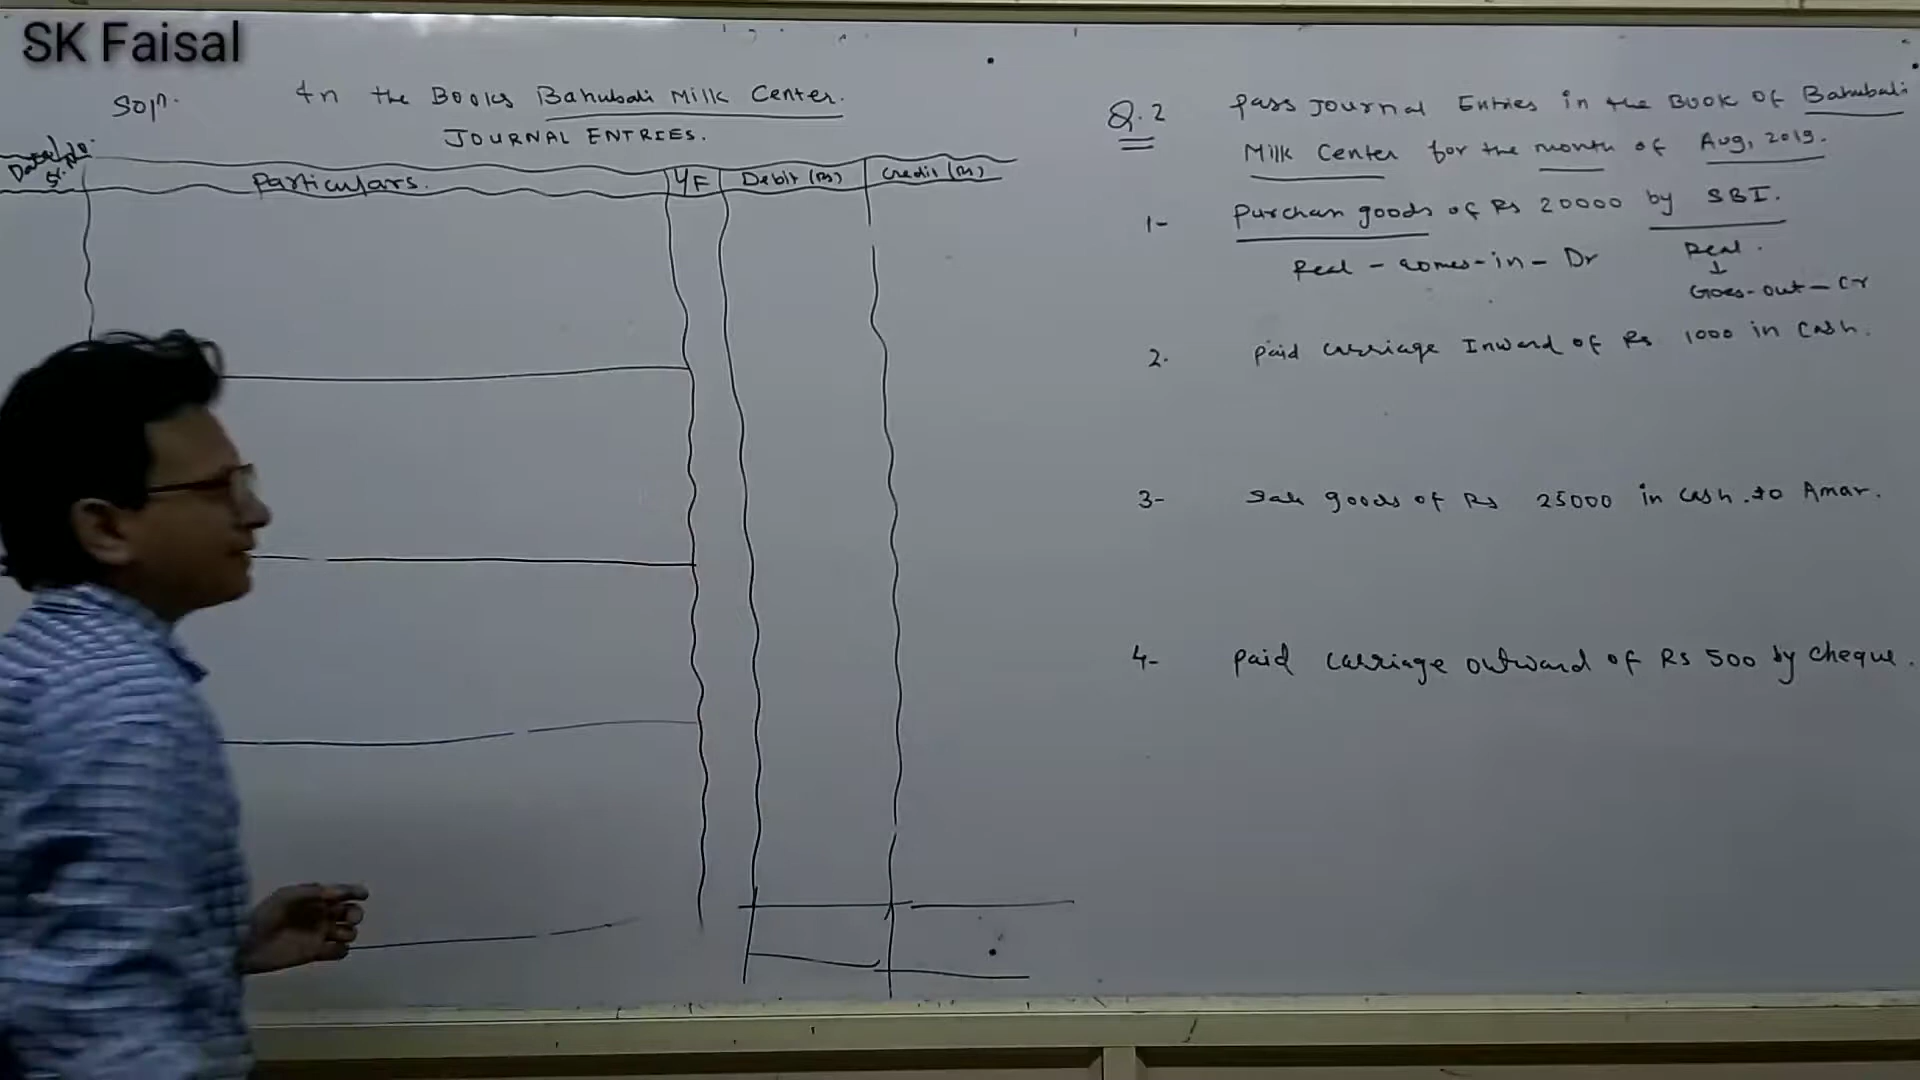 SK Faisal
Soln.
In the Books Bahubali Milk Center.
JOURNAL ENTRIES.
Particulars.
L/F
Debit (Rs)
Credit (Rs)
Q.2 Pass Journal Entries in the Book of Bahubali
Milk Center for the month of Aug, 2019.
1- Purchase goods of Rs 20000 by SBI.
Real - comes-in - Dr
Real.
Goes-out - Cr
2. Paid carriage Inward of Rs 1000 in Cash.
3- Sale goods of Rs 25000 in cash to Amar.
4- Paid carriage outward of Rs 500 by cheque.